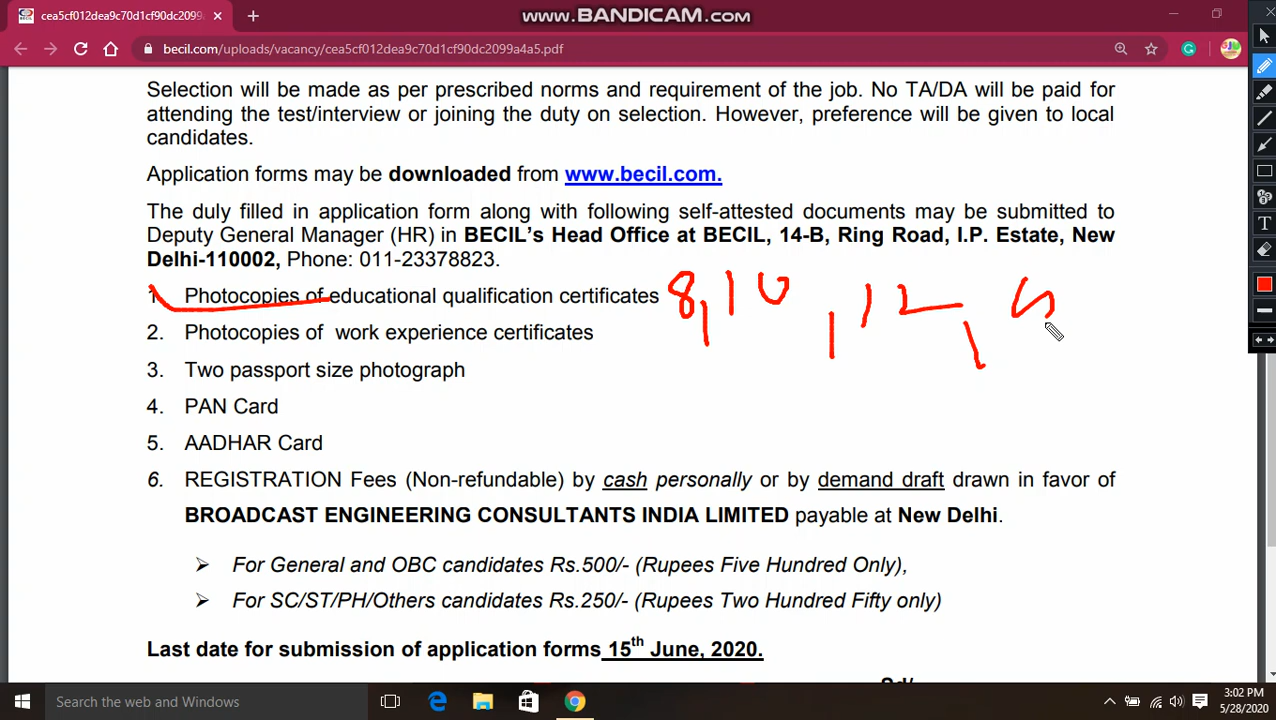 cea5cf012dea9c70d1cf90dc2099
www.BANDICAM.com
becil.com/uploads/vacancy/cea5cf012dea9c70d1cf90dc2099a4a5.pdf
Selection will be made as per prescribed norms and requirement of the job. No TA/DA will be paid for
attending the test/interview or joining the duty on selection. However, preference will be given to local
candidates.
Application forms may be downloaded from www.becil.com.
The duly filled in application form along with following self-attested documents may be submitted to
Deputy General Manager (HR) in BECIL's Head Office at BECIL, 14-B, Ring Road, I.P. Estate, New
Delhi-110002, Phone: 011-23378823.
1. Photocopies of educational qualification certificates 8, 10, 12,
2. Photocopies of work experience certificates
3. Two passport size photograph
4. PAN Card
5. AADHAR Card
6. REGISTRATION Fees (Non-refundable) by cash personally or by demand draft drawn in favor of
BROADCAST ENGINEERING CONSULTANTS INDIA LIMITED payable at New Delhi.
➢ For General and OBC candidates Rs.500/- (Rupees Five Hundred Only),
➢ For SC/ST/PH/Others candidates Rs.250/- (Rupees Two Hundred Fifty only)
Last date for submission of application forms 15th June, 2020.
Search the web and Windows
3:02 PM
5/28/2020